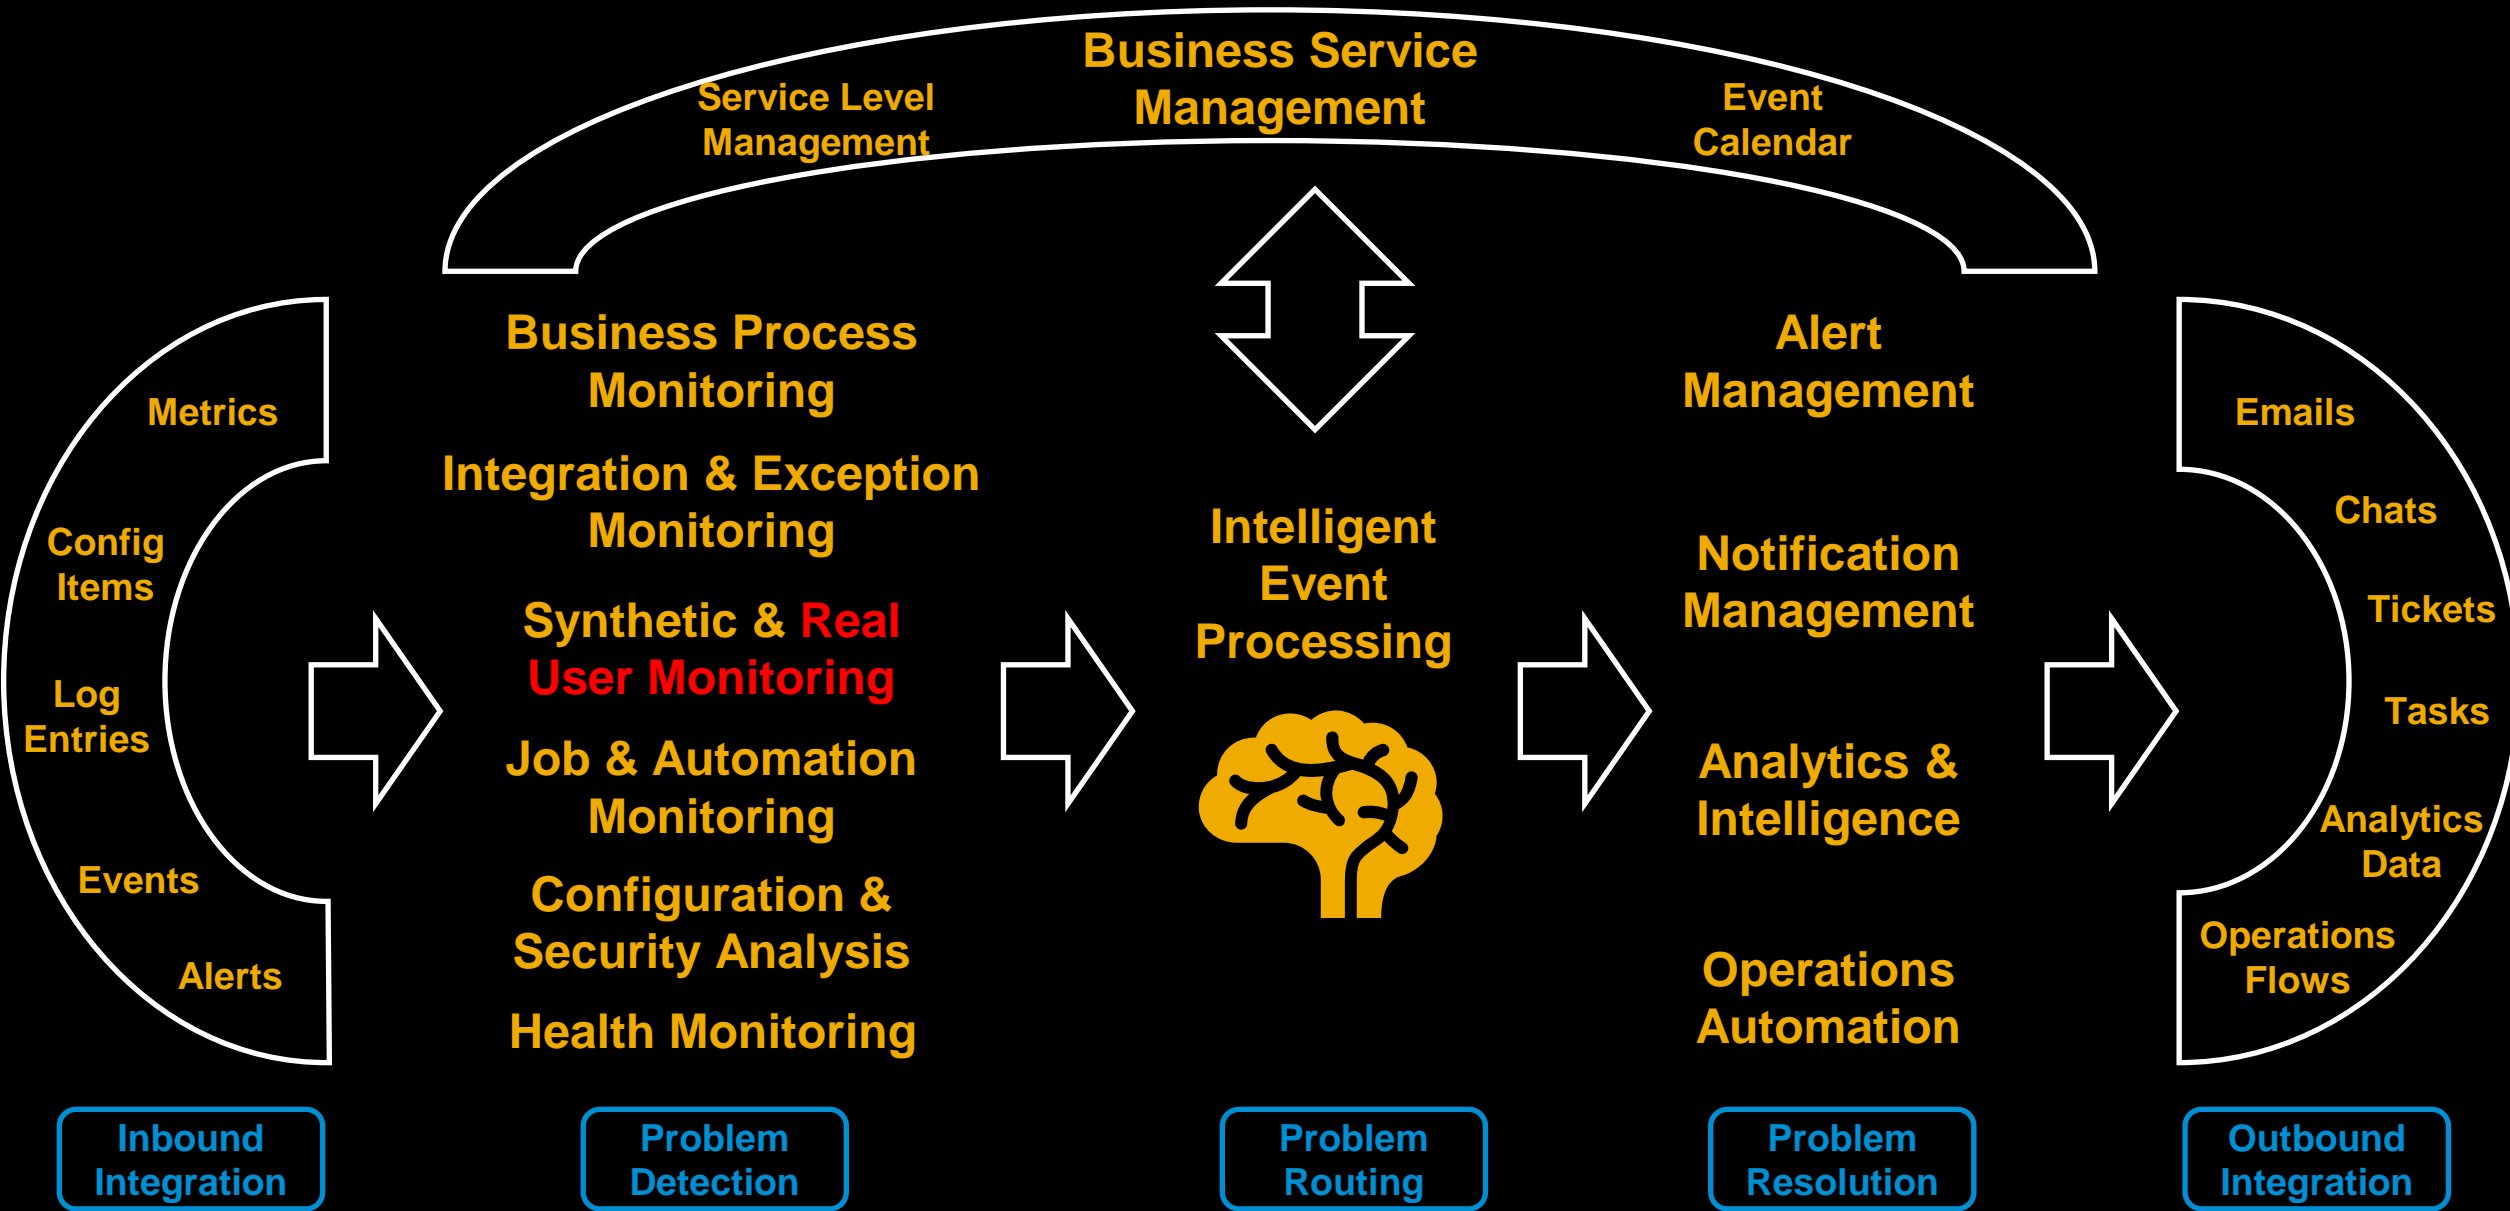 Business Service
Management
Service Level
Management
Event
Calendar
Metrics
Config
Items
Log
Entries
Events
Alerts
Business Process
Monitoring
Integration & Exception
Monitoring
Synthetic & Real
User Monitoring
Job & Automation
Monitoring
Configuration &
Security Analysis
Health Monitoring
Intelligent
Event
Processing
Alert
Management
Notification
Management
Analytics &
Intelligence
Operations
Automation
Emails
Chats
Tickets
Tasks
Analytics
Data
Operations
Flows
Inbound
Integration
Problem
Detection
Problem
Routing
Problem
Resolution
Outbound
Integration